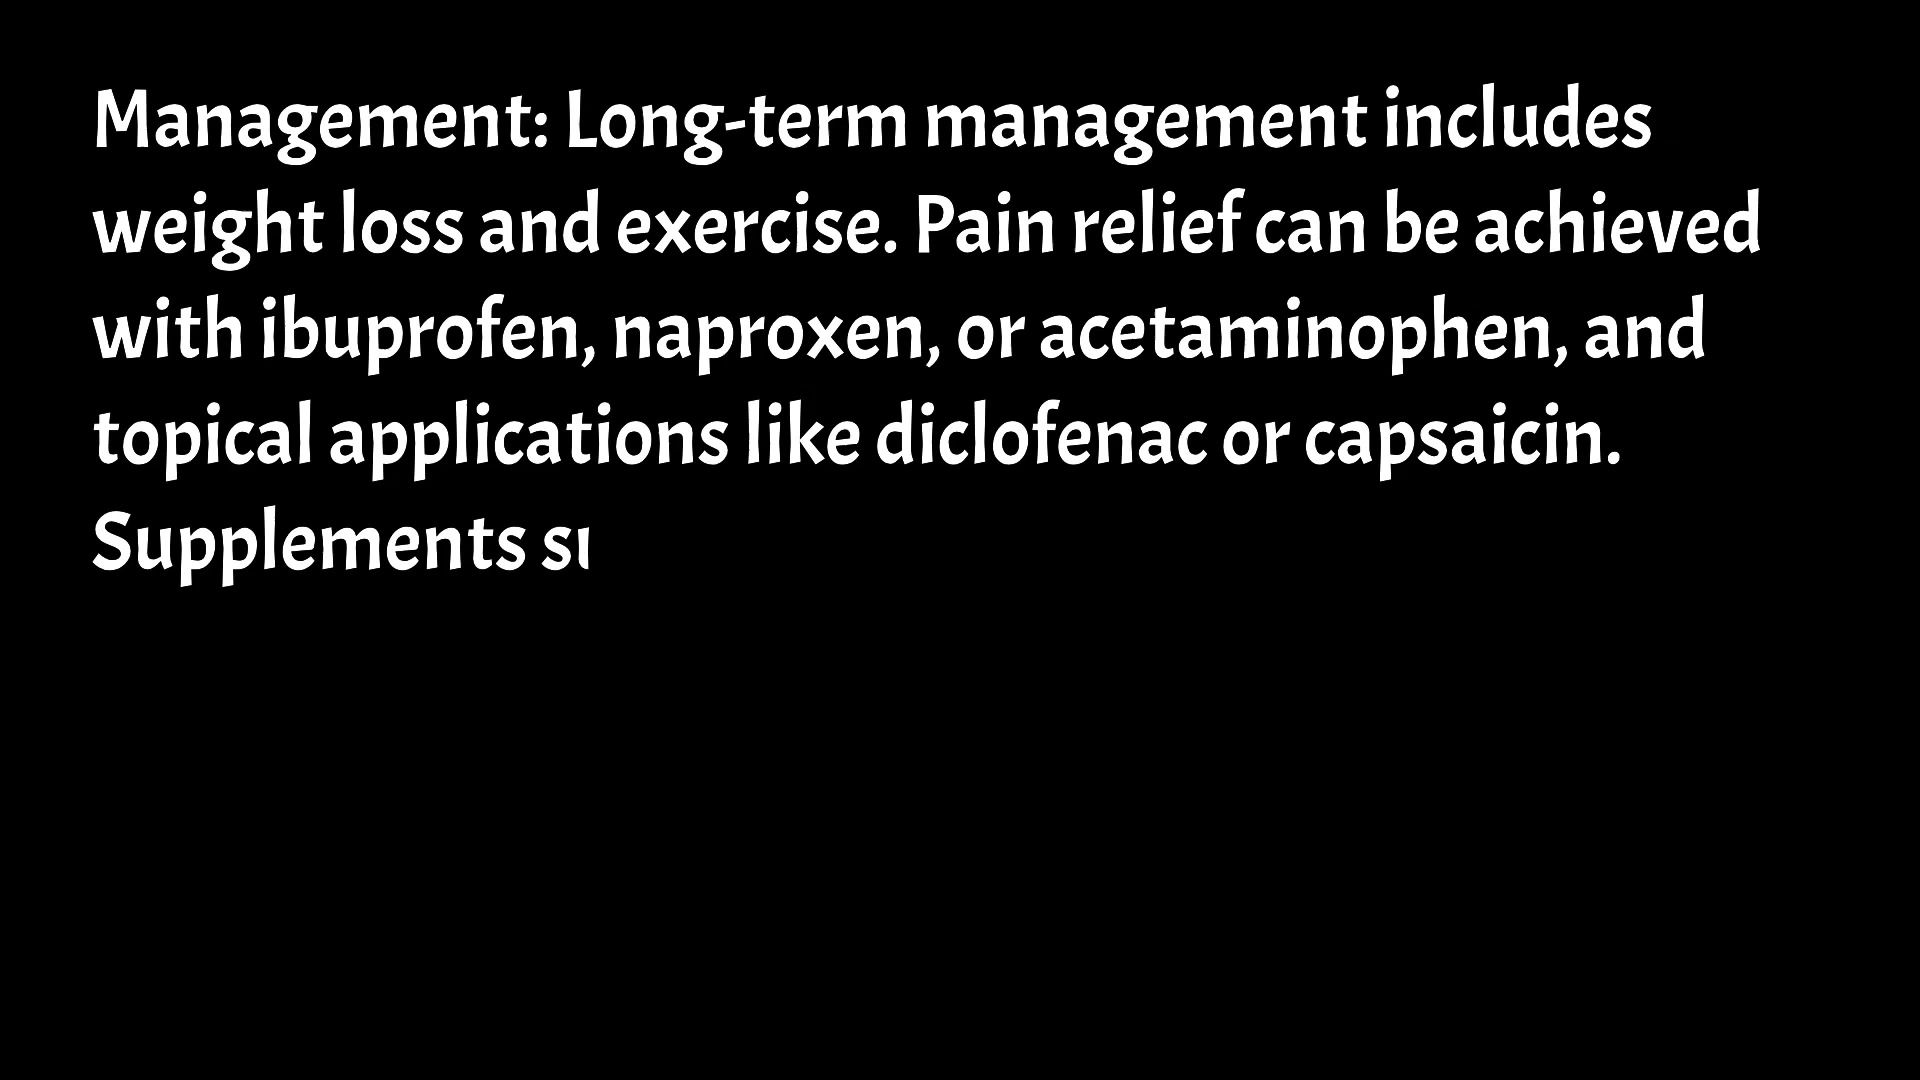 Management: Long-term management includes
weight loss and exercise. Pain relief can be achieved
with ibuprofen, naproxen, or acetaminophen, and
topical applications like diclofenac or capsaicin.
Supplements